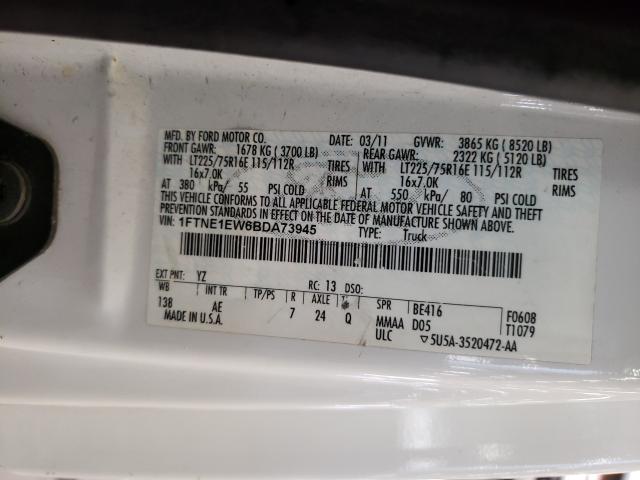 MFD. BY FORD MOTOR CO.
DATE: 03/11 GVWR: 3865 KG ( 8520 LB)
FRONT GAWR: 1678 KG ( 3700 LB) REAR GAWR: 2322 KG ( 5120 LB)
WITH LT225/75R16E 115/112R TIRES WITH LT225/75R16E 115/112R TIRES
16x7.0K RIMS 16x7.0K RIMS
AT 380 kPa/ 55 PSI COLD AT 550 kPa/ 80 PSI COLD
THIS VEHICLE CONFORMS TO ALL APPLICABLE FEDERAL MOTOR VEHICLE SAFETY AND THEFT
PREVENTION STANDARDS IN EFFECT ON THE DATE OF MANUFACTURE SHOWN ABOVE.
VIN: 1FTNE1EW6BDA73945 TYPE: Truck
EXT PNT: YZ RC: 13 DSO:
WB INT TR TP/PS R AXLE TR SPR BE416 F0608
138 AE 7 24 Q MMAA D05 T1079
MADE IN U.S.A. ULC ▽5U5A-3520472-AA